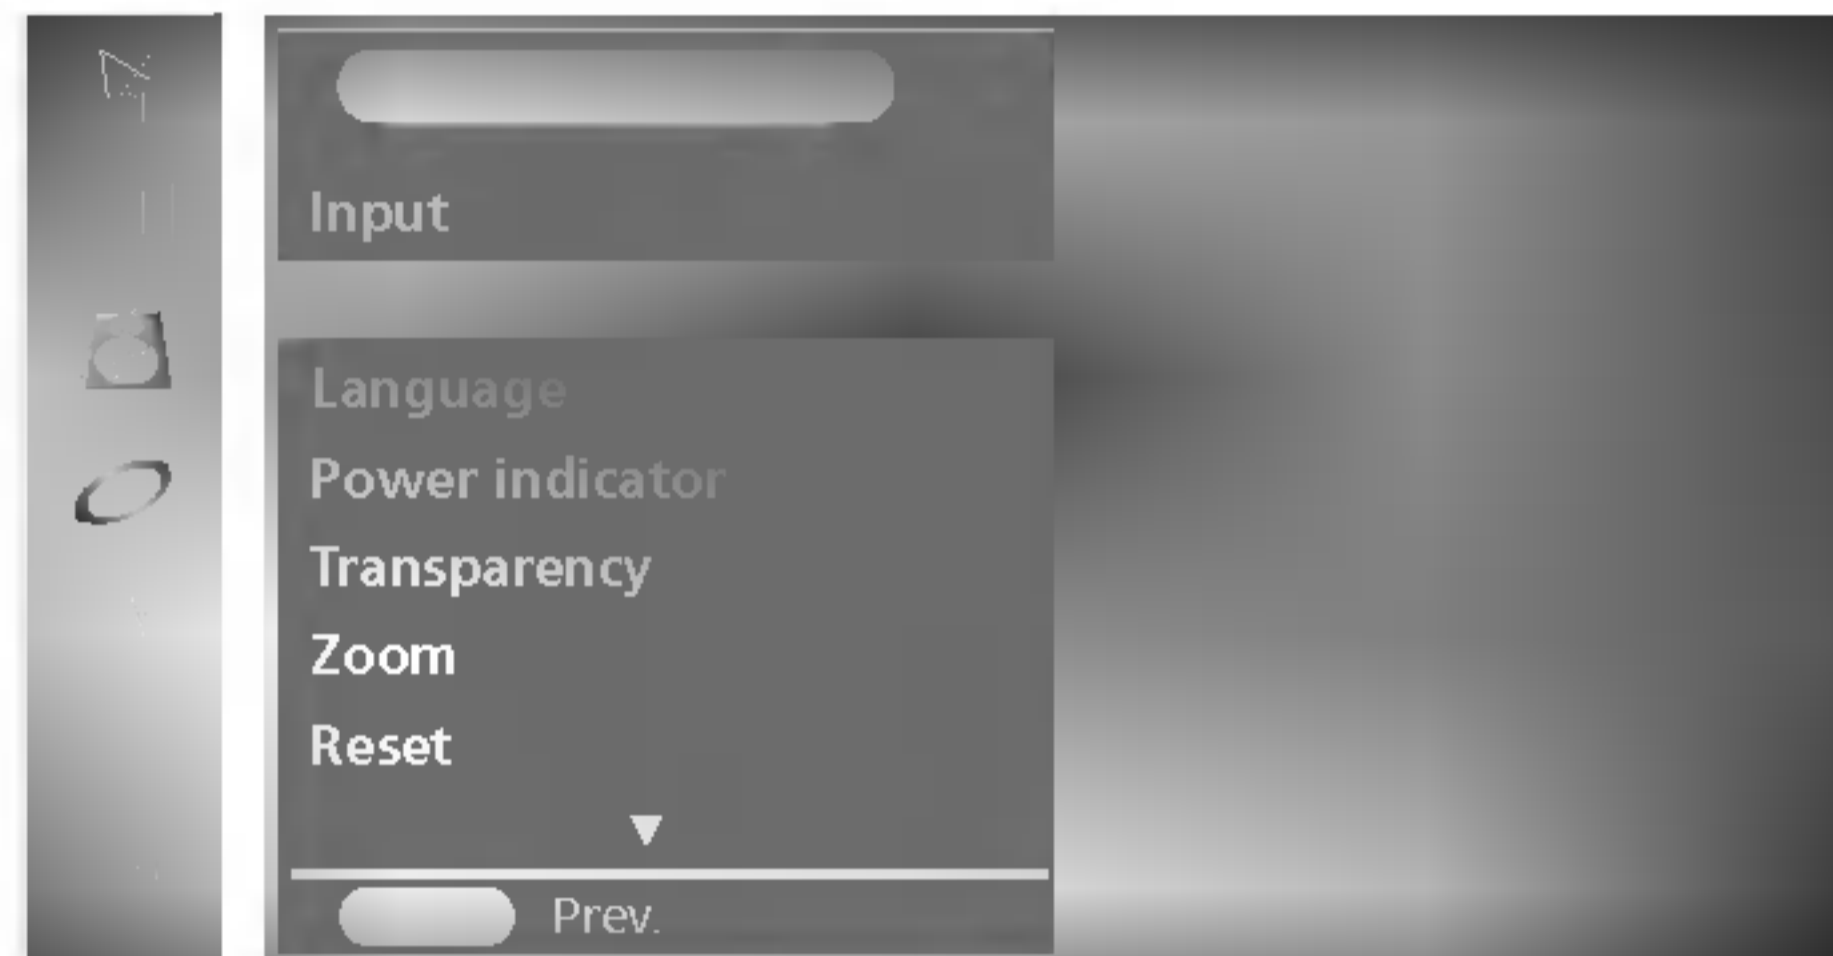 Input
Language
Power indicator
Transparency
Zoom
Reset
Prev.